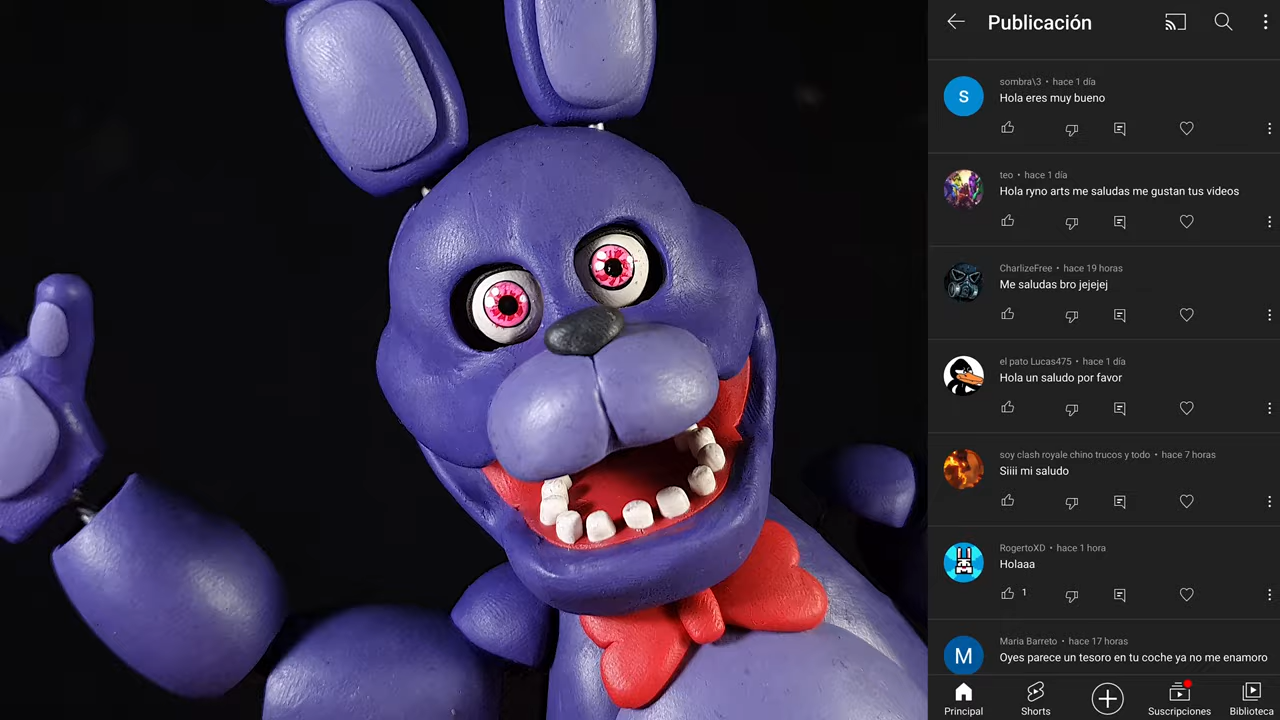 Publicación
sombra\3 • hace 1 día
Hola eres muy bueno
teo • hace 1 día
Hola ryno arts me saludas me gustan tus videos
CharlizeFree • hace 19 horas
Me saludas bro jejejej
el pato Lucas475 • hace 1 día
Hola un saludo por favor
soy clash royale chino trucos y todo • hace 7 horas
Siiii mi saludo
RogertoXD • hace 1 hora
Holaaa
1
Maria Barreto • hace 17 horas
Oyes parece un tesoro en tu coche ya no me enamoro
S
M
Principal
Shorts
Suscripciones
Biblioteca